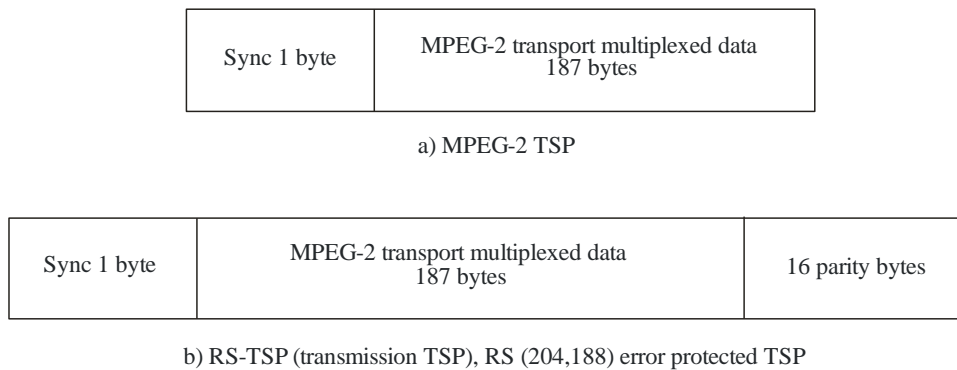 Sync 1 byte
MPEG-2 transport multiplexed data
187 bytes
a) MPEG-2 TSP
Sync 1 byte
MPEG-2 transport multiplexed data
187 bytes
16 parity bytes
b) RS-TSP (transmission TSP), RS (204,188) error protected TSP